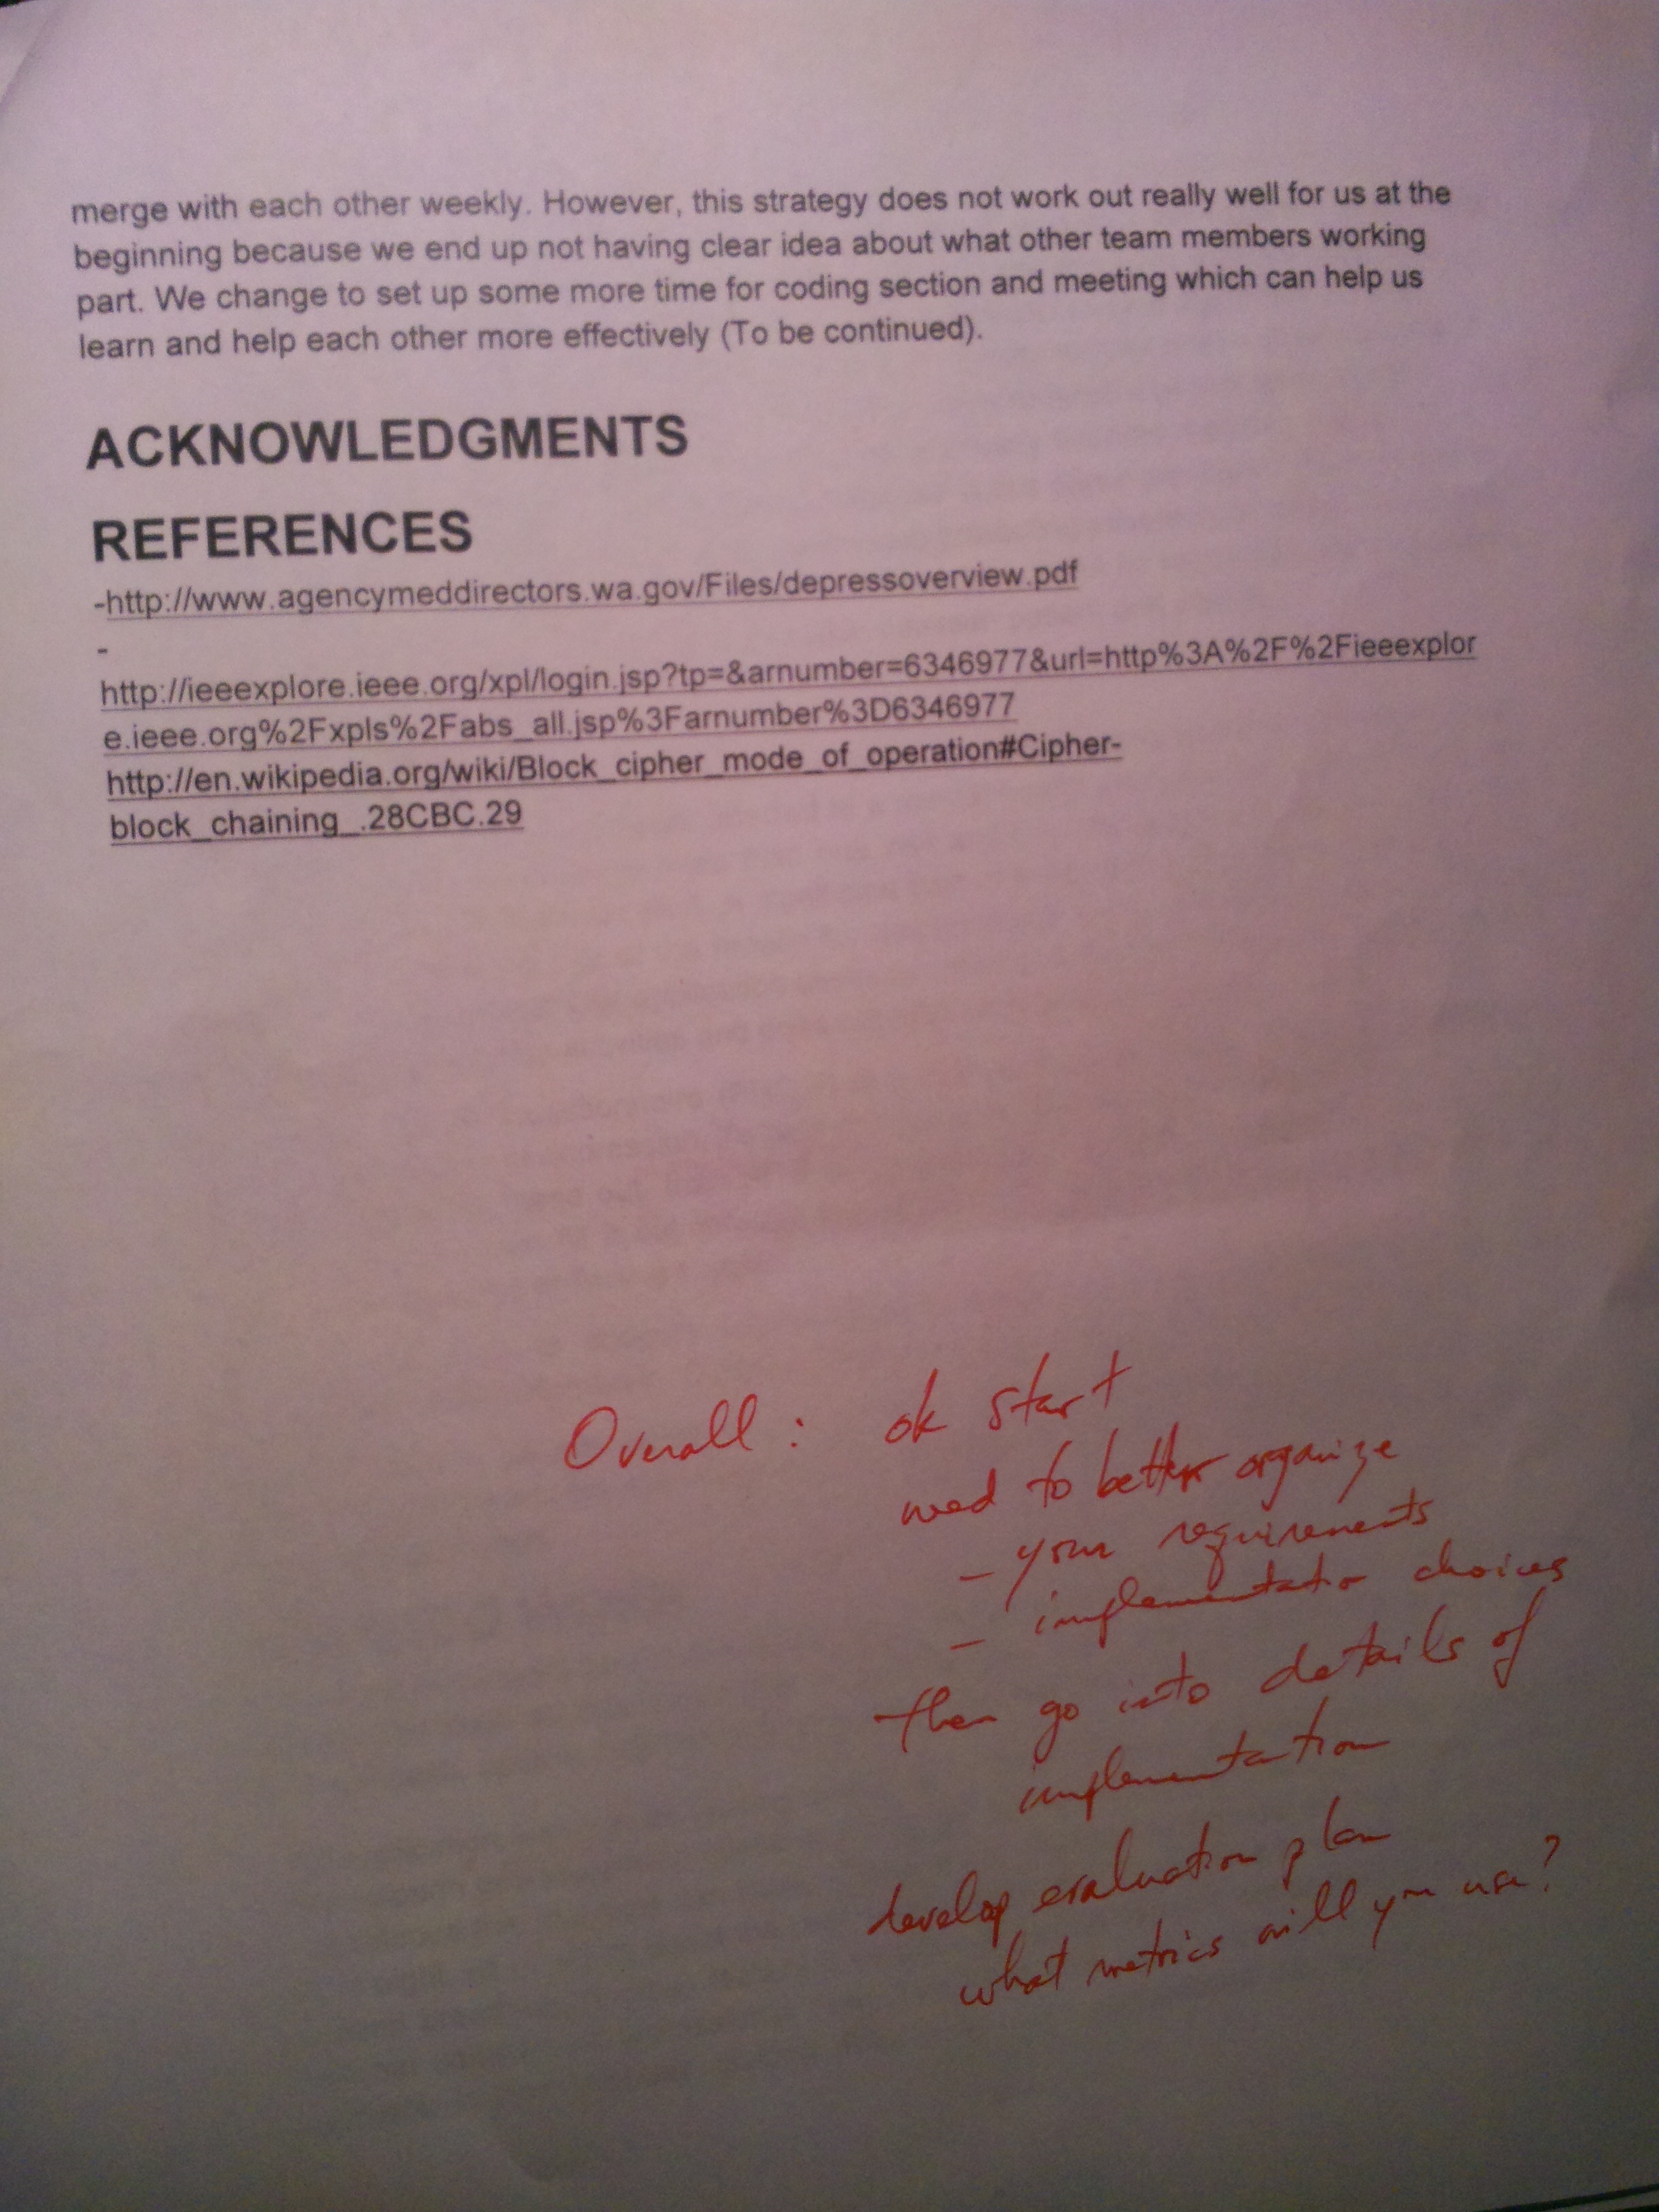 merge with each other weekly. However, this strategy does not work out really well for us at the
beginning because we end up not having clear idea about what other team members working
part. We change to set up some more time for coding section and meeting which can help us
learn and help each other more effectively (To be continued).
ACKNOWLEDGMENTS
REFERENCES
-http://www.agencymeddirectors.wa.gov/Files/depressoverview.pdf
-
http://ieeexplore.ieee.org/xpl/login.jsp?tp=&arnumber=6346977&url=http%3A%2F%2Fieeexplor
e.ieee.org%2Fxpls%2Fabs_all.jsp%3Farnumber%3D6346977
http://en.wikipedia.org/wiki/Block_cipher_mode_of_operation#Cipher-
block_chaining_.28CBC.29
Overall : ok start
need to better organize
- your requirements
- implementatio choices
then go into details of
implementation
develop evaluation plan
what metrics will you use?